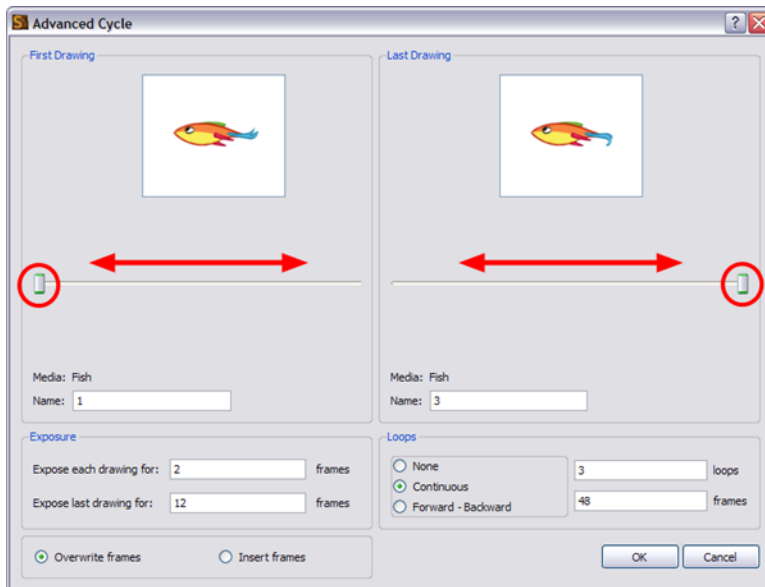 Advanced Cycle
First Drawing
Media: Fish
Name: 1
Last Drawing
Media: Fish
Name: 3
Exposure
Expose each drawing for: 2 frames
Expose last drawing for: 12 frames
Loops
None
Continuous
Forward - Backward
3 loops
48 frames
Overwrite frames
Insert frames
OK
Cancel